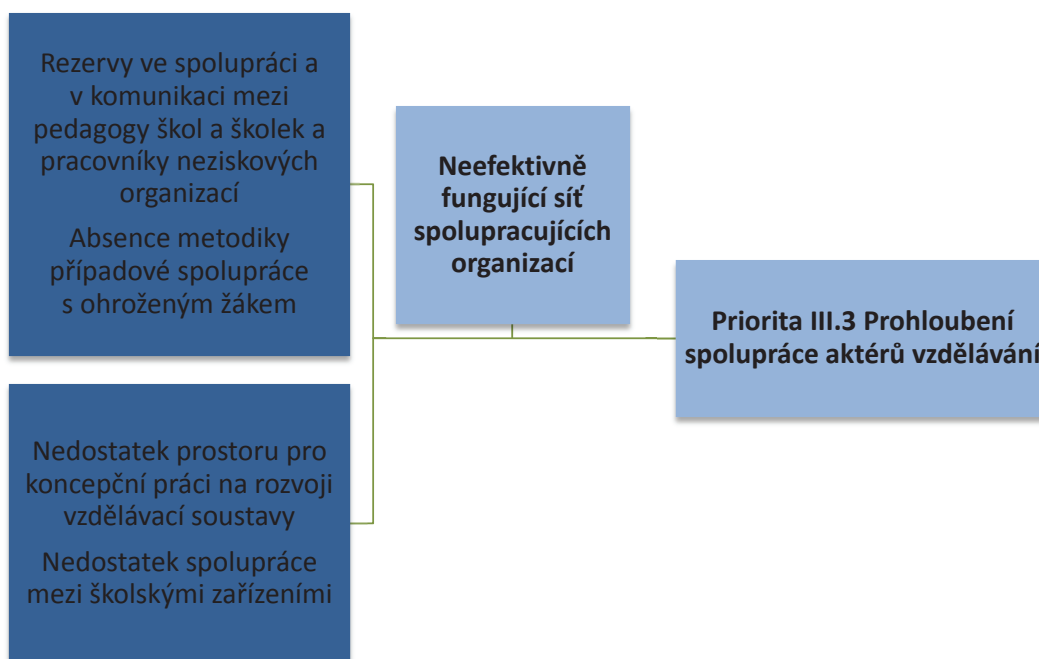 Rezervy ve spolupráci a
v komunikaci mezi
pedagogy škol a školek a
pracovníky neziskových
organizací
Absence metodiky
případové spolupráce
s ohroženým žákem
Neefektivně
fungující síť
spolupracujících
organizací
Priorita III.3 Prohloubení
spolupráce aktérů vzdělávání
Nedostatek prostoru pro
koncepční práci na rozvoji
vzdělávací soustavy
Nedostatek spolupráce
mezi školskými zařízeními